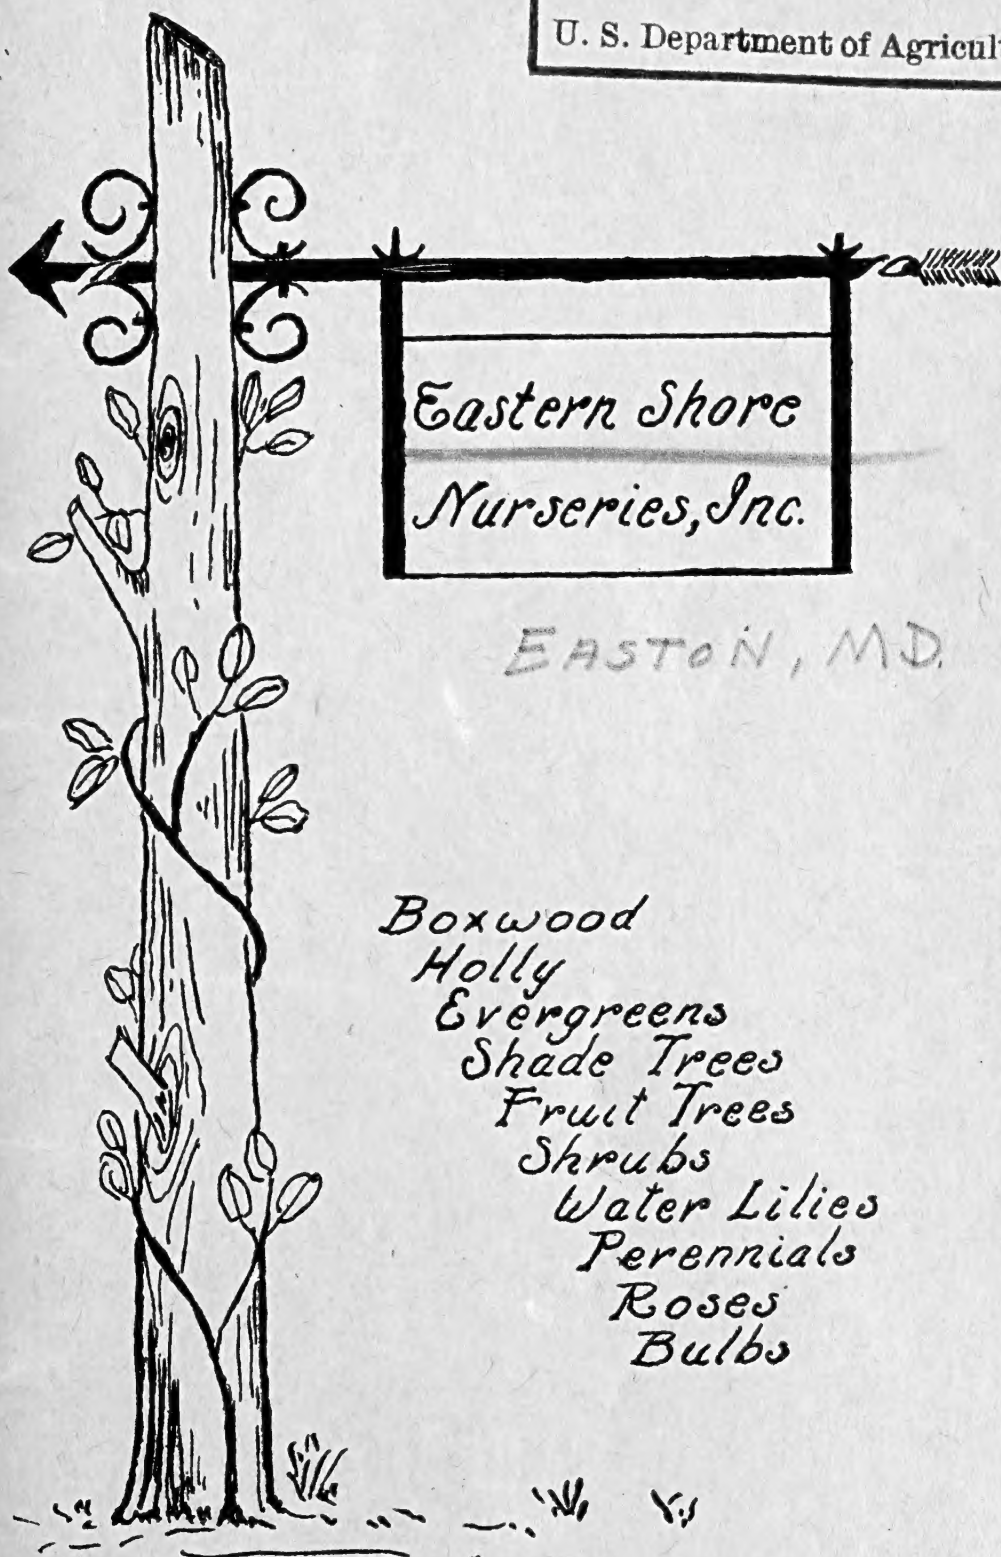 U. S. Department of
Eastern Shore
Nurseries, Inc.
EASTON, MD.
Boxwood
Holly
Evergreens
Shade Trees
Fruit Trees
Shrubs
Water Lilies
Perennials
Roses
Bulbs